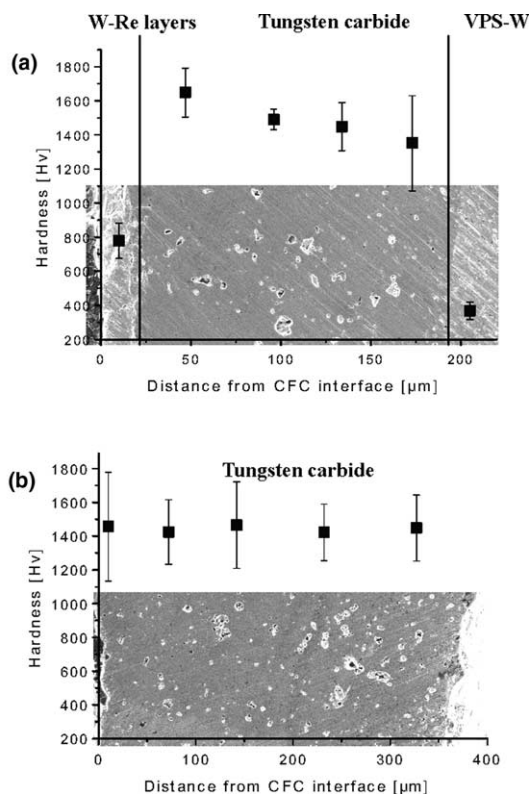 W-Re layers Tungsten carbide VPS-W
(a)
1800
1600
1400
1200
1000
800
600
400
200
Hardness [Hv]
0 50 100 150 200
Distance from CFC interface [µm]
Tungsten carbide
(b)
1800
1600
1400
1200
1000
800
600
400
200
Hardness [Hv]
0 100 200 300 400
Distance from CFC interface [µm]